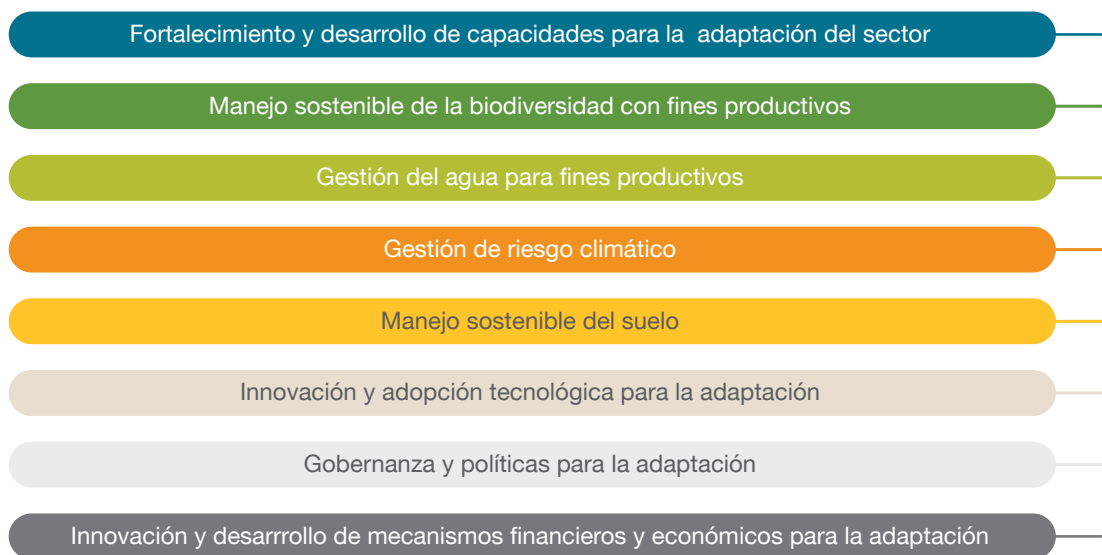 Fortalecimiento y desarrollo de capacidades para la  adaptación del sector
Manejo sostenible de la biodiversidad con fines productivos
Gestión del agua para fines productivos
Gestión de riesgo climático
Manejo sostenible del suelo
Innovación y adopción tecnológica para la adaptación
Gobernanza y políticas para la adaptación
Innovación y desarrrollo de mecanismos financieros y económicos para la adaptación